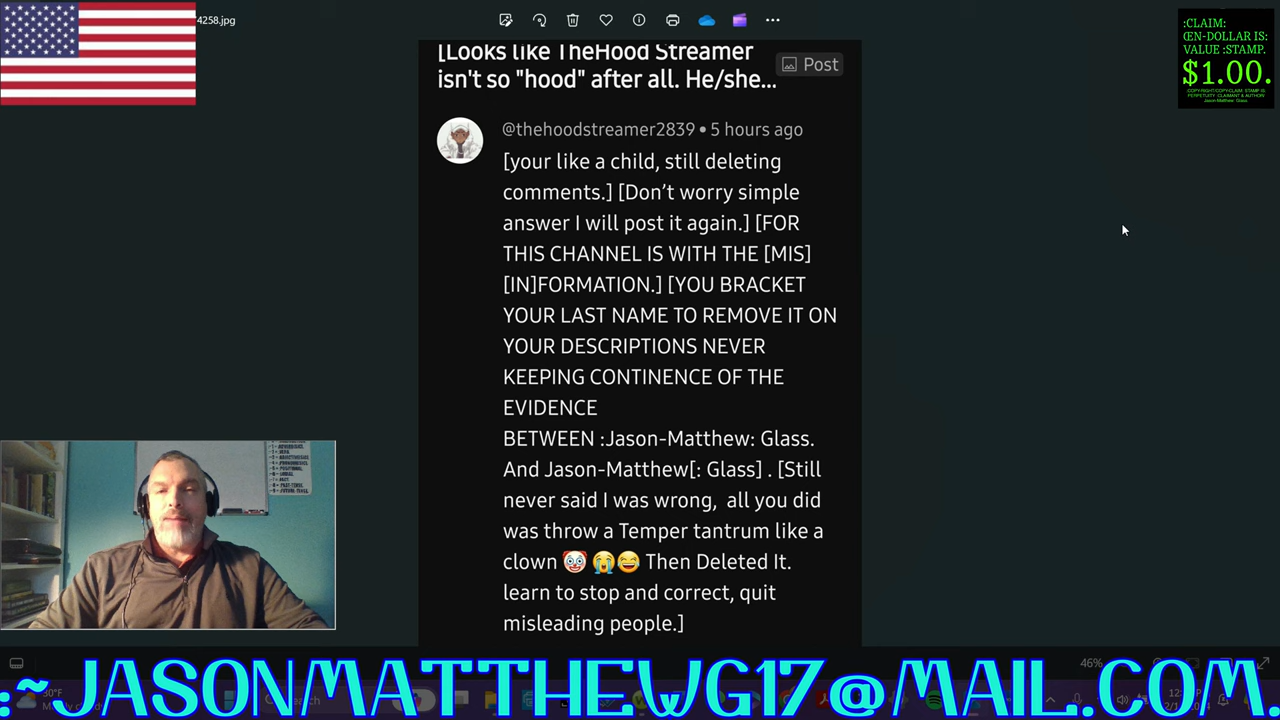 4258.jpg
:CLAIM:
ŒN-DOLLAR IS:
VALUE :STAMP.
$1.00.
Jason Matthew: Glass.
[Looks like TheHood Streamer
isn't so "hood" after all. He/she...
Post
@thehoodstreamer2839 • 5 hours ago
[your like a child, still deleting
comments.] [Don’t worry simple
answer I will post it again.] [FOR
THIS CHANNEL IS WITH THE [MIS]
[IN]FORMATION.] [YOU BRACKET
YOUR LAST NAME TO REMOVE IT ON
YOUR DESCRIPTIONS NEVER
KEEPING CONTINENCE OF THE
EVIDENCE
BETWEEN :Jason-Matthew: Glass.
And Jason-Matthew[: Glass] . [Still
never said I was wrong, all you did
was throw a Temper tantrum like a
clown 🤡 😭😂 Then Deleted It.
learn to stop and correct, quit
misleading people.]
46%
:~ JASONMATTHEWG17@MAIL.COM.
30°F